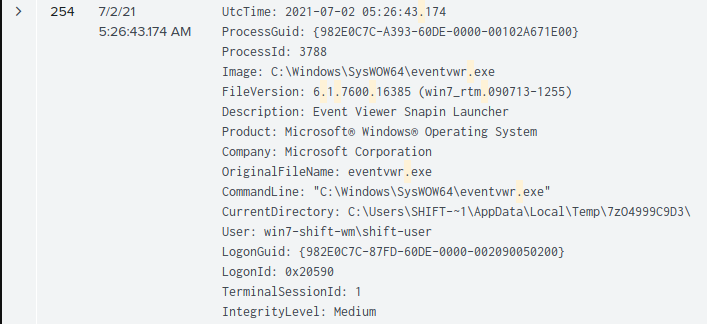 254 7/2/21 UtcTime: 2021-07-02 05:26:43.174
5:26:43.174 AM ProcessGuid: {982E0C7C-A393-60DE-0000-00102A671E00}
ProcessId: 3788
Image: C:\Windows\SysWOW64\eventvwr.exe
FileVersion: 6.1.7600.16385 (win7_rtm.090713-1255)
Description: Event Viewer Snapin Launcher
Product: Microsoft® Windows® Operating System
Company: Microsoft Corporation
OriginalFileName: eventvwr.exe
CommandLine: "C:\Windows\SysWOW64\eventvwr.exe"
CurrentDirectory: C:\Users\SHIFT-~1\AppData\Local\Temp\7zO4999C9D3\
User: win7-shift-wm\shift-user
LogonGuid: {982E0C7C-87FD-60DE-0000-002090050200}
LogonId: 0x20590
TerminalSessionId: 1
IntegrityLevel: Medium